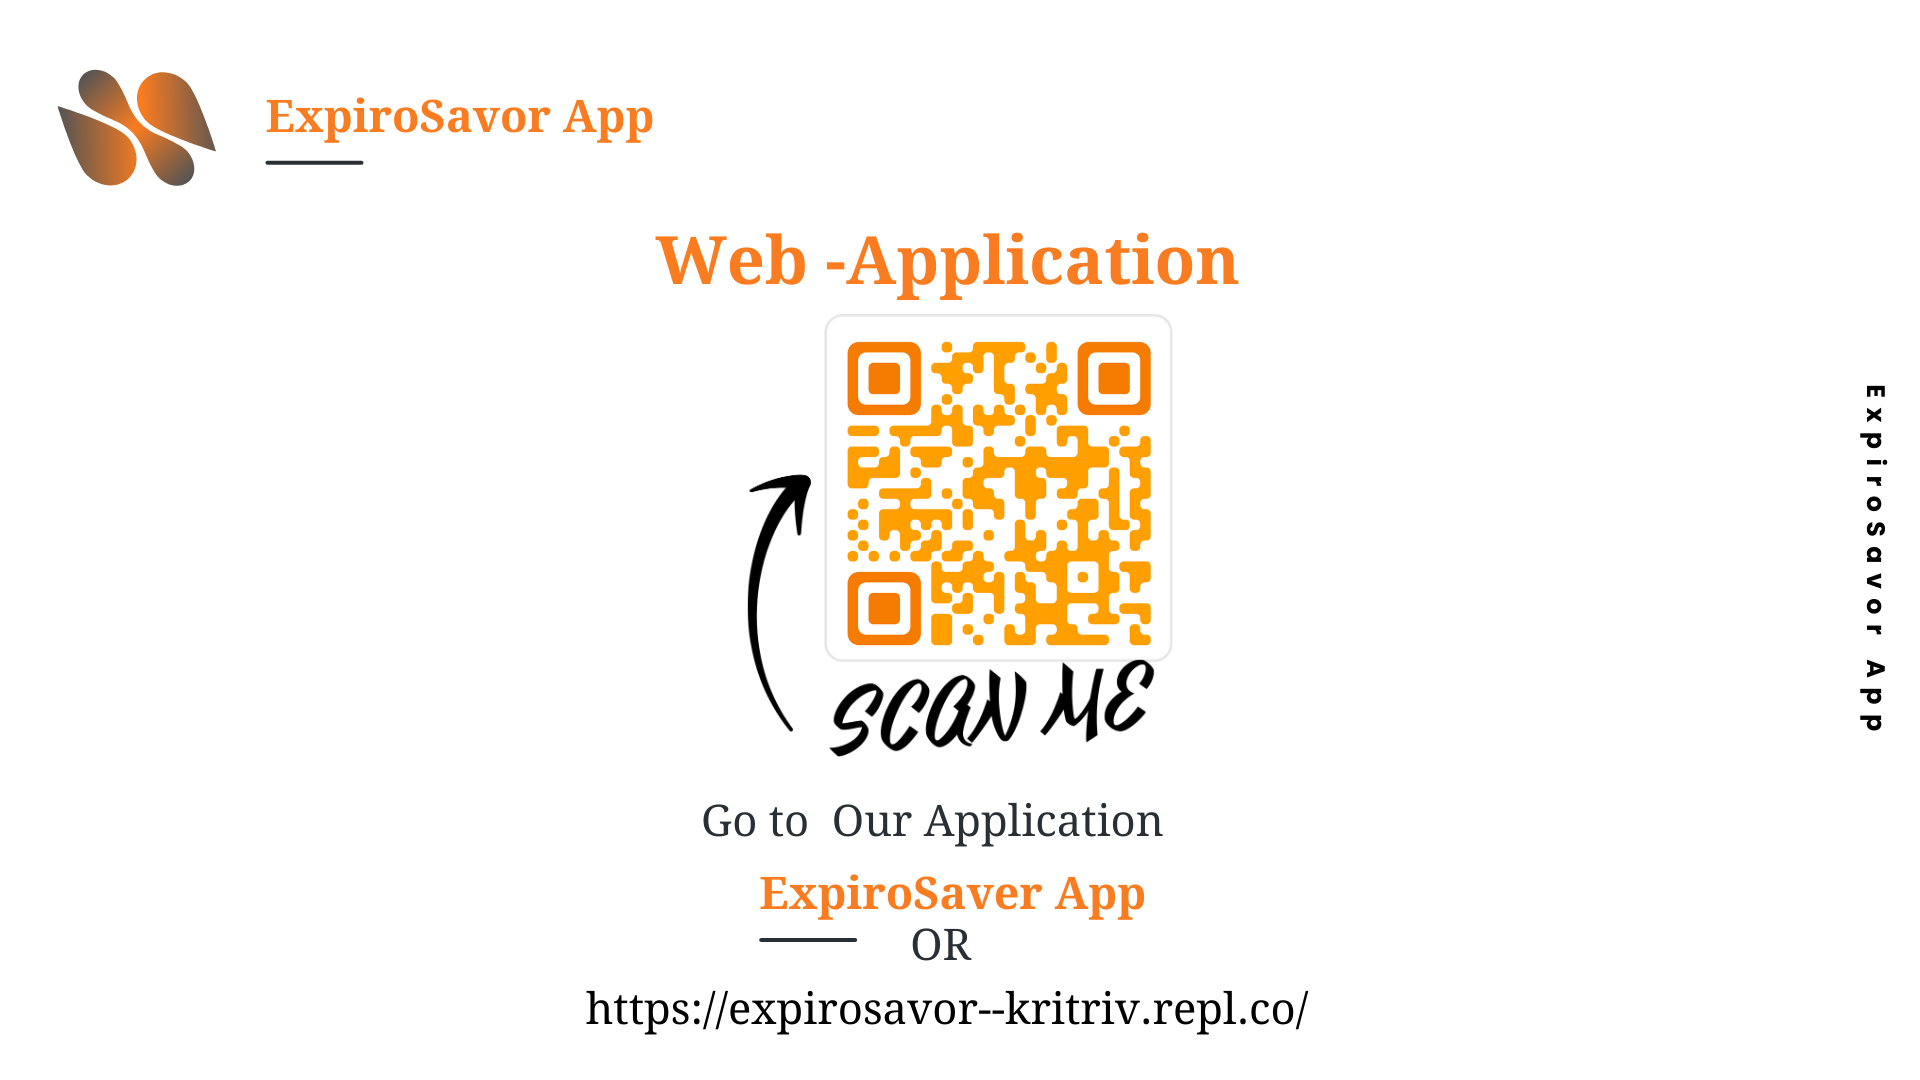 ExpiroSavor App
Web -Application
SCAN ME
Go to  Our Application
ExpiroSaver App
OR
https://expirosavor--kritriv.repl.co/
ExpiroSavor App